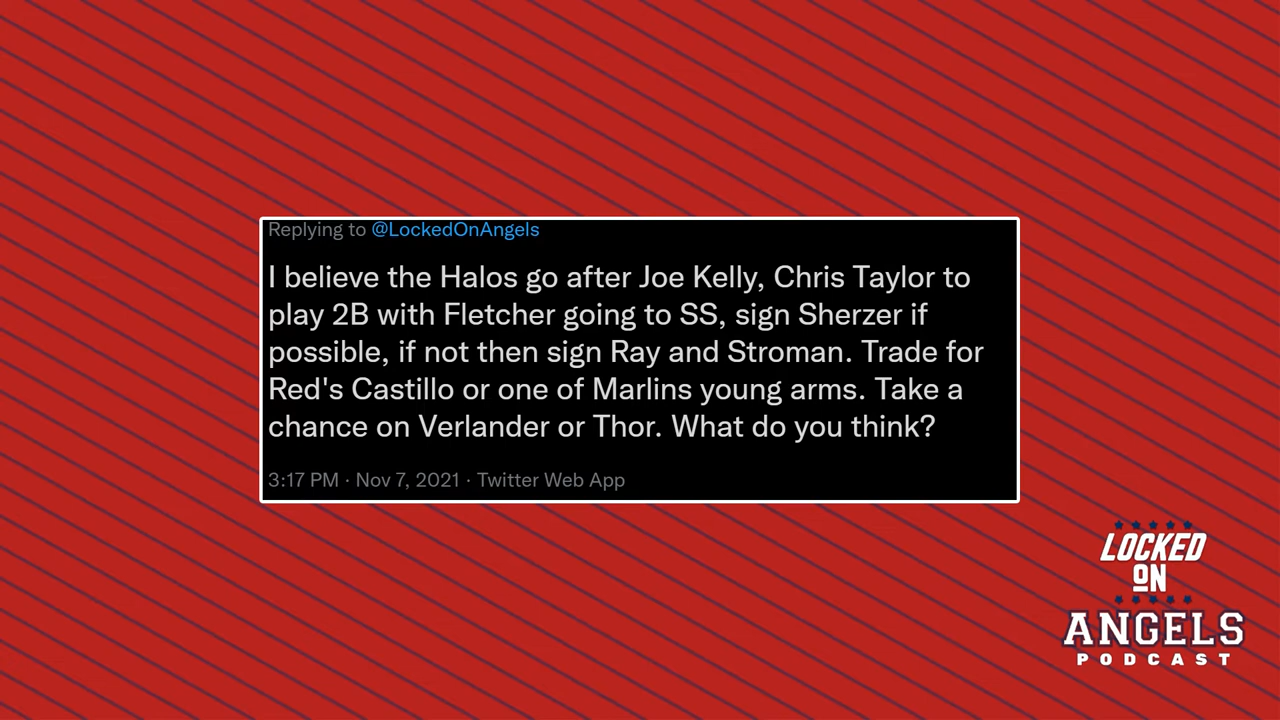 Replying to @LockedOnAngels
I believe the Halos go after Joe Kelly, Chris Taylor to
play 2B with Fletcher going to SS, sign Sherzer if
possible, if not then sign Ray and Stroman. Trade for
Red's Castillo or one of Marlins young arms. Take a
chance on Verlander or Thor. What do you think?
3:17 PM · Nov 7, 2021 · Twitter Web App
LOCKED
ON
ANGELS
PODCAST